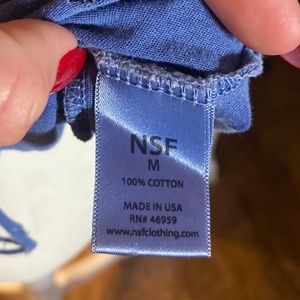 NSF
M
100% COTTON
MADE IN USA
RN# 46959
www.nsfclothing.com